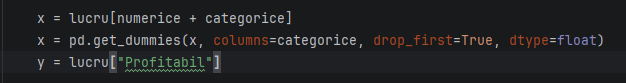 x = lucru[numerice + categorice]
x = pd.get_dummies(x, columns=categorice, drop_first=True, dtype=float)
y = lucru["Profitabil"]